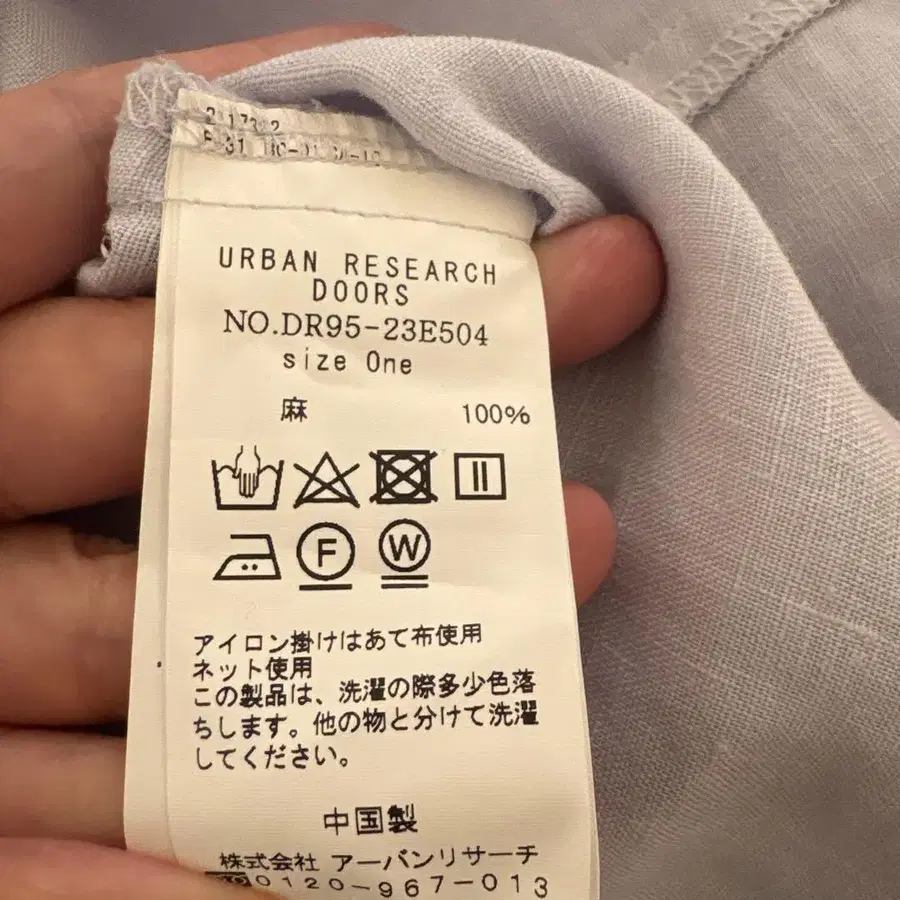 URBAN RESEARCH
DOORS
NO.DR95-23E504
size One
麻 100%
F W
アイロン掛けはあて布使用
ネット使用
この製品は、洗濯の際多少色落
ちします。他の物と分けて洗濯
してください。
中国製
株式会社 アーバンリサーチ
0120-967-013